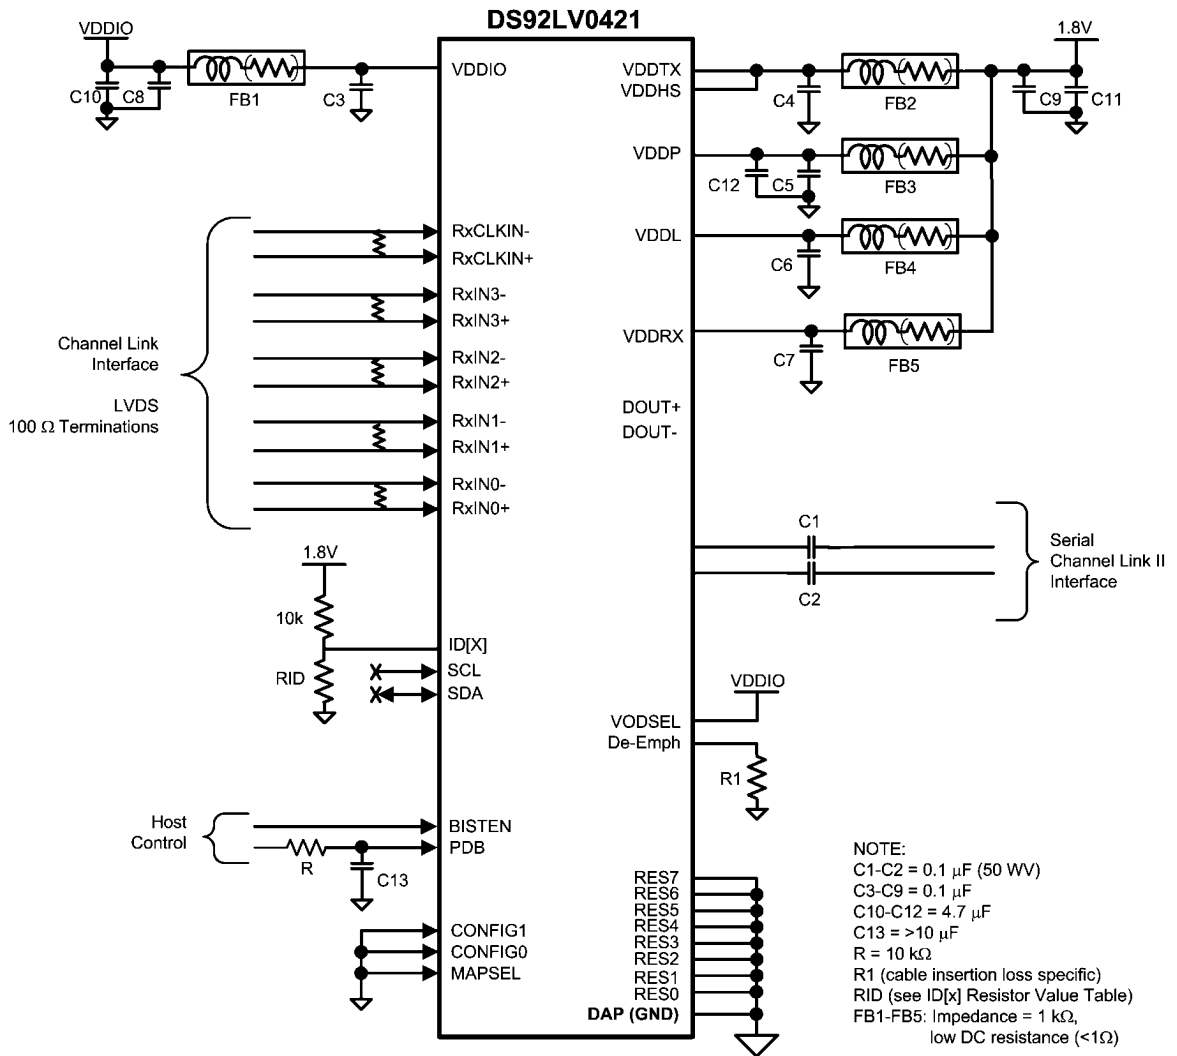 DS92LV0421
VDDIO
C10
C8
FB1
C3
VDDIO
VDDTX
VDDHS
C4
FB2
1.8V
C9
C11
VDDP
C12
C5
FB3
VDDL
C6
FB4
VDDRX
C7
FB5
Channel Link
Interface
LVDS
100 Ω Terminations
RxCLKIN-
RxCLKIN+
RxIN3-
RxIN3+
RxIN2-
RxIN2+
RxIN1-
RxIN1+
RxIN0-
RxIN0+
DOUT+
DOUT-
C1
C2
Serial
Channel Link II
Interface
1.8V
10k
RID
ID[X]
SCL
SDA
VDDIO
VODSEL
De-Emph
R1
Host
Control
R
C13
BISTEN
PDB
CONFIG1
CONFIG0
MAPSEL
RES7
RES6
RES5
RES4
RES3
RES2
RES1
RES0
DAP (GND)
NOTE:
C1-C2 = 0.1 μF (50 WV)
C3-C9 = 0.1 μF
C10-C12 = 4.7 μF
C13 = >10 μF
R = 10 kΩ
R1 (cable insertion loss specific)
RID (see ID[x] Resistor Value Table)
FB1-FB5: Impedance = 1 kΩ,
low DC resistance (<1Ω)